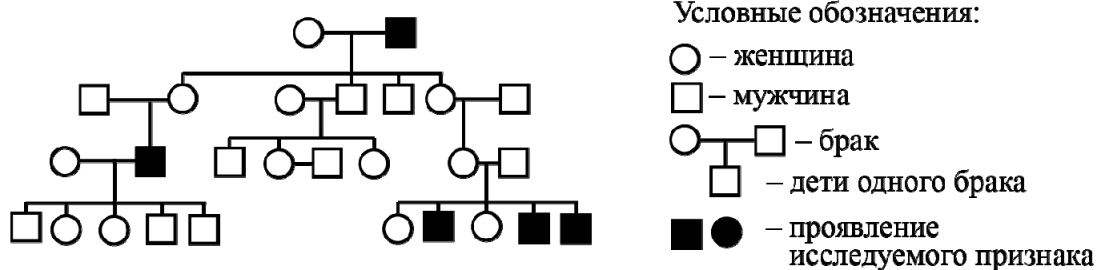 Условные обозначения:
– женщина
– мужчина
– брак
– дети одного брака
– проявление
исследуемого признака